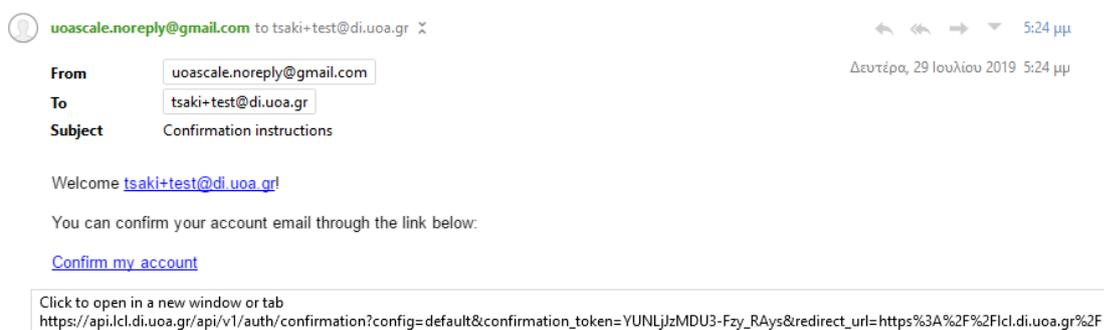 uoascale.noreply@gmail.com to tsaki+test@di.uoa.gr 5:24 μμ
From uoascale.noreply@gmail.com Δευτέρα, 29 Ιουλίου 2019 5:24 μμ
To tsaki+test@di.uoa.gr
Subject Confirmation instructions
Welcome tsaki+test@di.uoa.gr!
You can confirm your account email through the link below:
Confirm my account
Click to open in a new window or tab
https://api.lcl.di.uoa.gr/api/v1/auth/confirmation?config=default&confirmation_token=YUNLjJzMDU3-Fzy_RAys&redirect_url=https%3A%2F%2Flcl.di.uoa.gr%2F